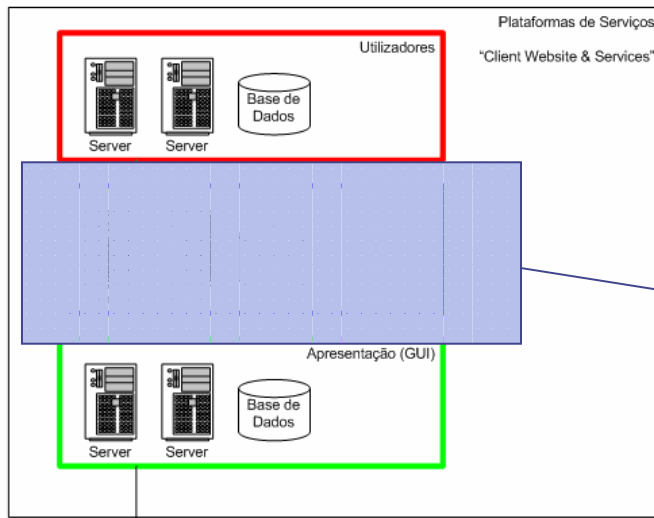 Plataformas de Serviços
"Client Website & Services"
Utilizadores
Base de
Dados
Server
Server
Apresentação (GUI)
Base de
Dados
Server
Server